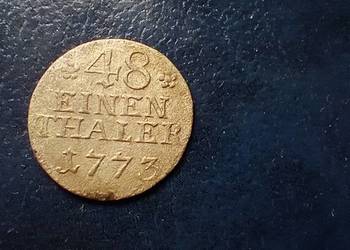 48
EINEN
THALER
1773